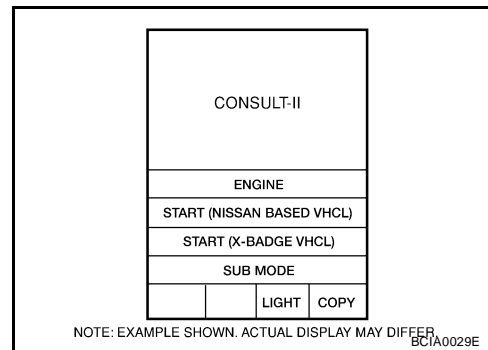 CONSULT-II
ENGINE
START (NISSAN BASED VHCL)
START (X-BADGE VHCL)
SUB MODE
LIGHT COPY
NOTE: EXAMPLE SHOWN. ACTUAL DISPLAY MAY DIFFER.
BCIA0029E